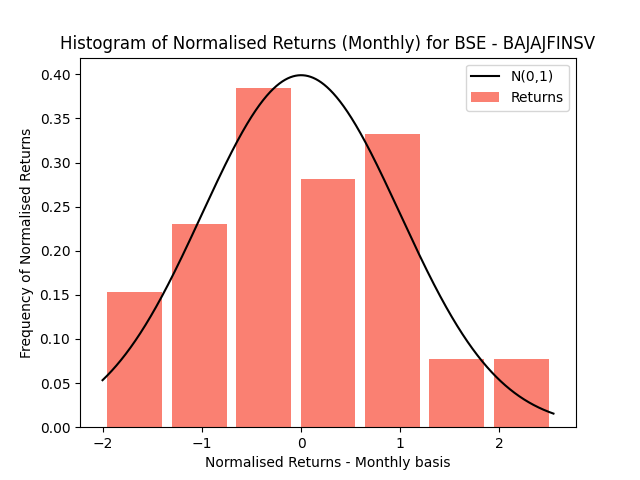 Histogram of Normalised Returns (Monthly) for BSE - BAJAJFINSV
N(0,1)
Returns
Frequency of Normalised Returns
0.40
0.35
0.30
0.25
0.20
0.15
0.10
0.05
0.00
−2
−1
0
1
2
Normalised Returns - Monthly basis